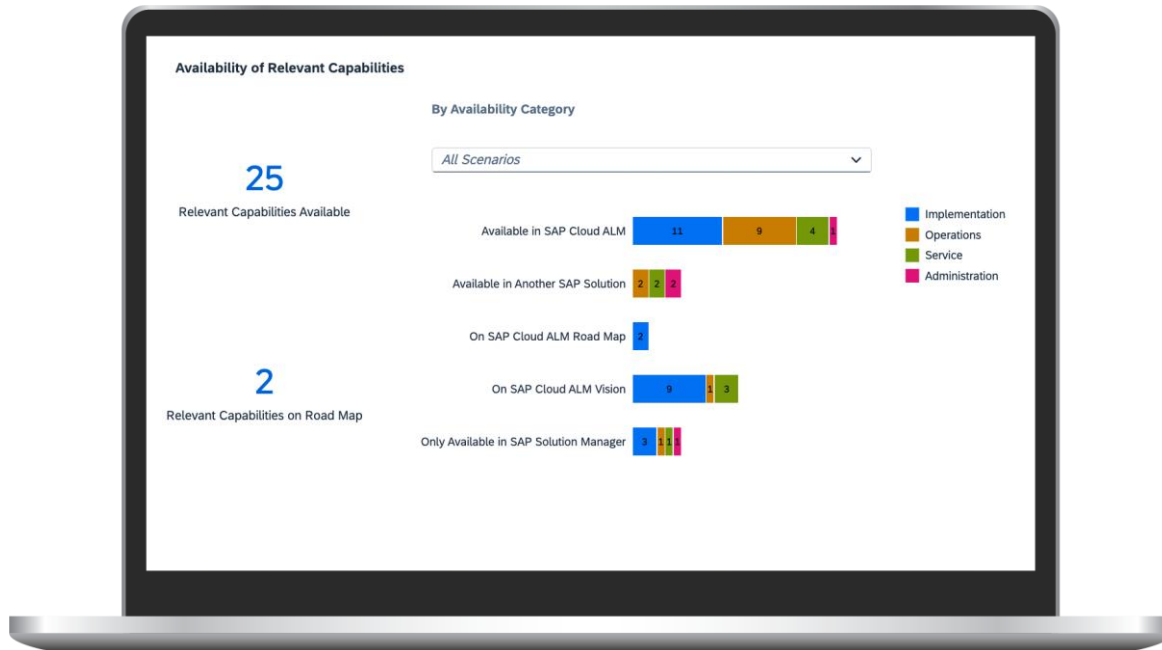 Availability of Relevant Capabilities
By Availability Category
All Scenarios
25
Relevant Capabilities Available
2
Relevant Capabilities on Road Map
Available in SAP Cloud ALM 11 9 4 1
Available in Another SAP Solution 2 2 2
On SAP Cloud ALM Road Map 2
On SAP Cloud ALM Vision 9 1 3
Only Available in SAP Solution Manager 3 1 1 1
Implementation
Operations
Service
Administration